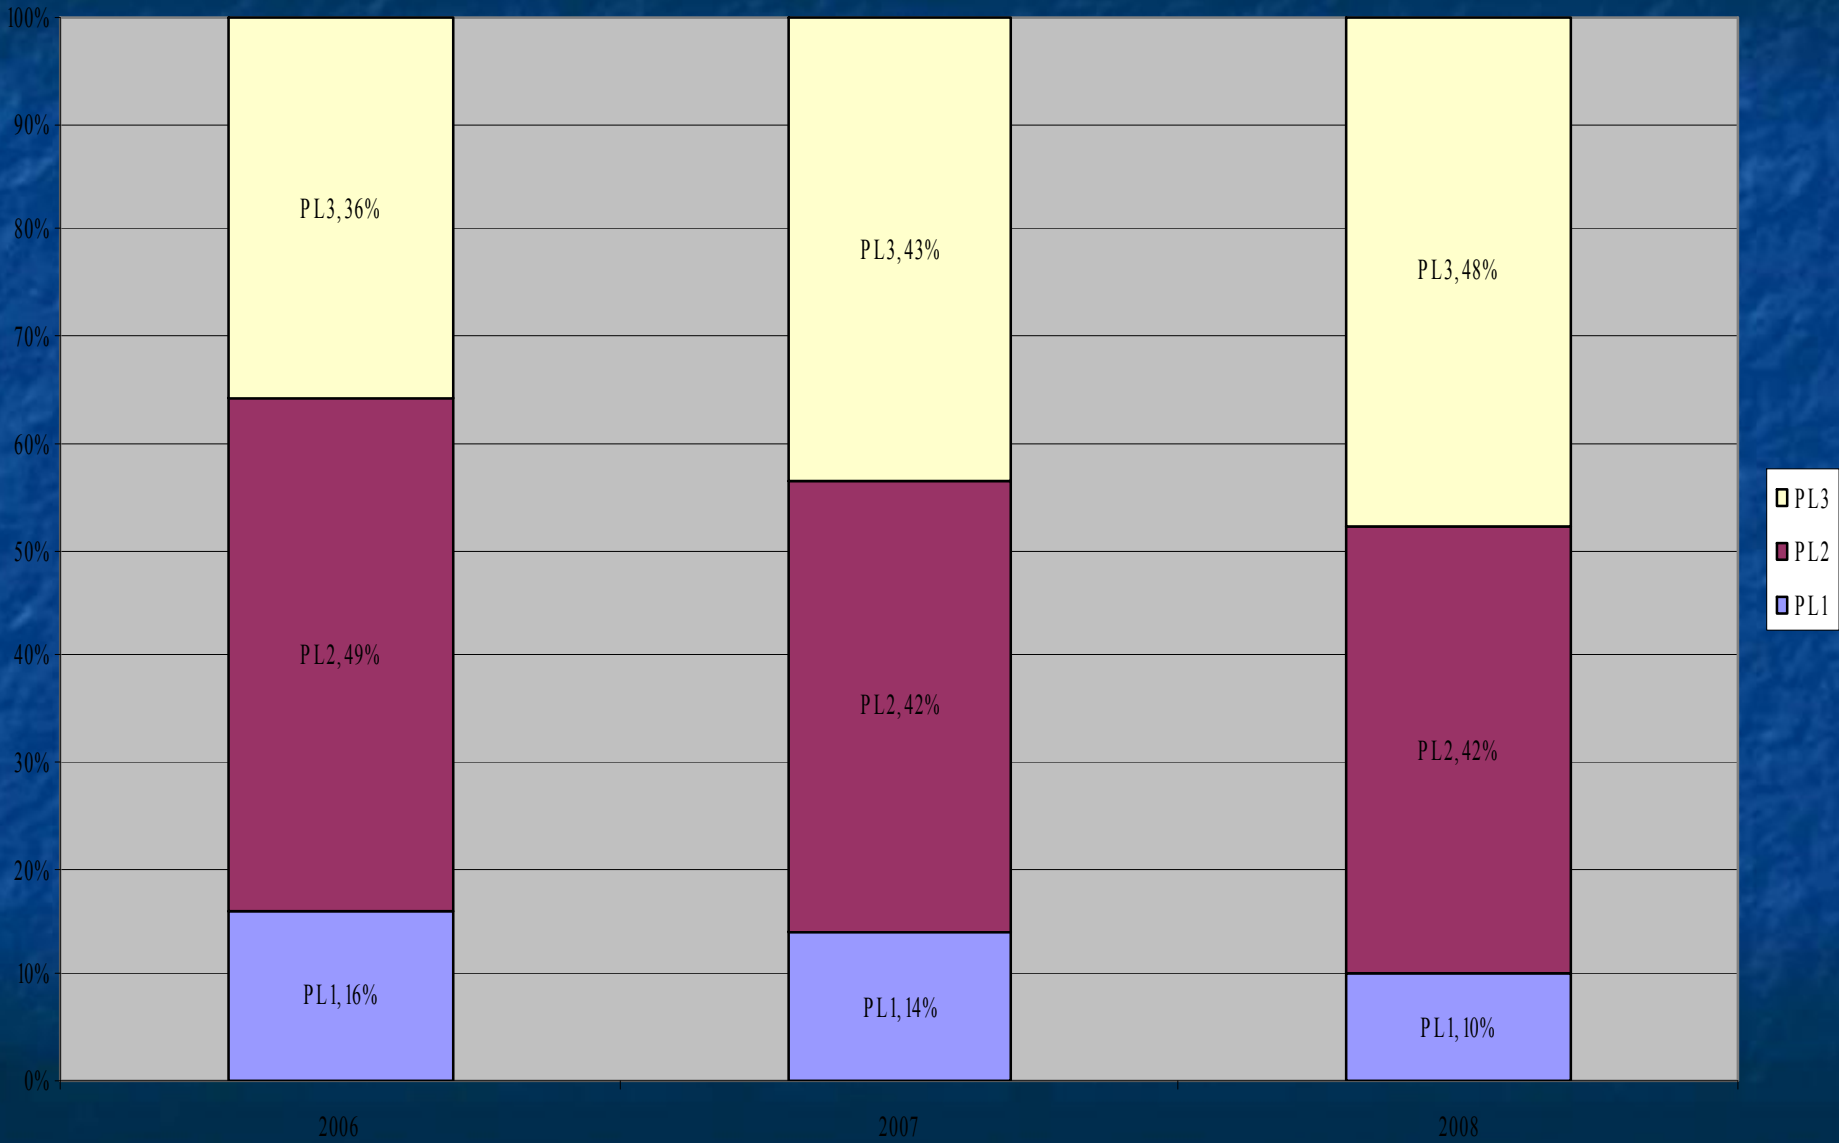 100%
90%
80%
70%
60%
50%
40%
30%
20%
10%
0%
PL3, 36%
PL2, 49%
PL1, 16%
PL3, 43%
PL2, 42%
PL1, 14%
PL3, 48%
PL2, 42%
PL1, 10%
2006
2007
2008
PL3
PL2
PL1